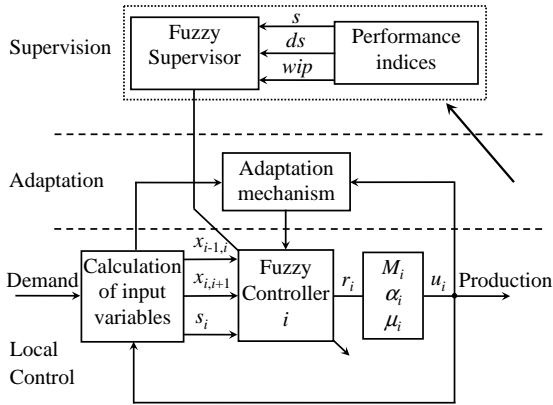 Supervision
Fuzzy
Supervisor
s
ds
wip
Performance
indices
Adaptation
Adaptation
mechanism
Demand
Calculation
of input
variables
x_{i-1,i}
x_{i,i+1}
s_i
Fuzzy
Controller
i
r_i
M_i
α_i
μ_i
u_i
Production
Local
Control